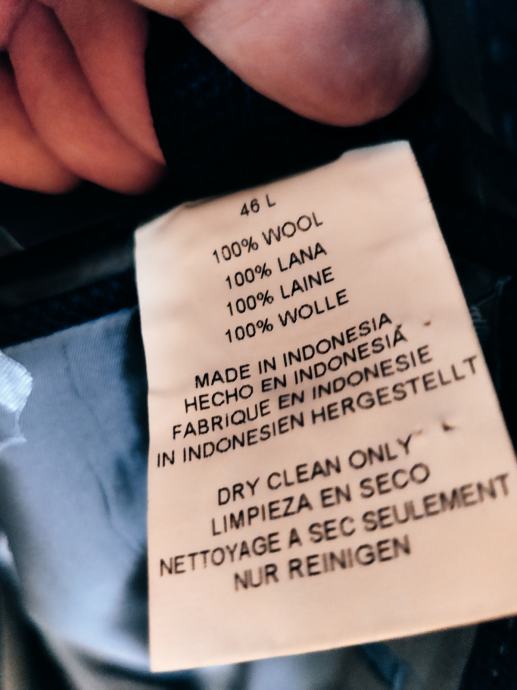 46 L
100% WOOL
100% LANA
100% LAINE
100% WOLLE
MADE IN INDONESIA
HECHO EN INDONESIA
FABRIQUE EN INDONESIE
IN INDONESIEN HERGESTELLT
DRY CLEAN ONLY
LIMPIEZA EN SECO
NETTOYAGE A SEC SEULEMENT
NUR REINIGEN